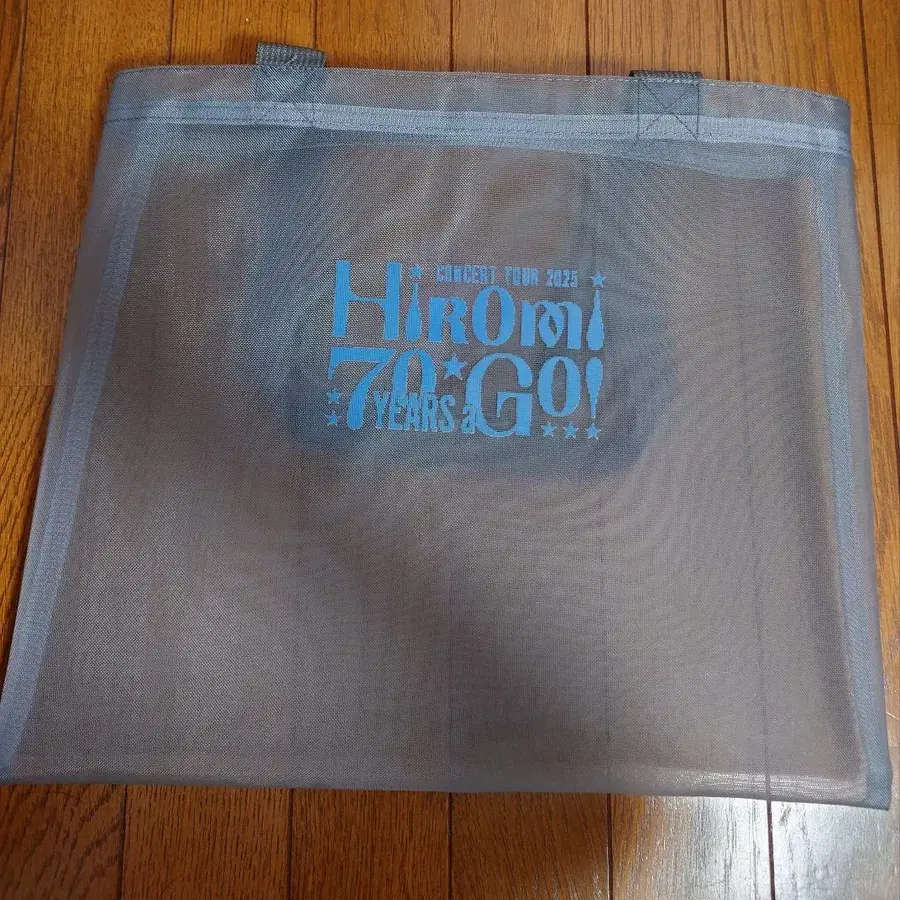 CONCERT TOUR 2025
HIROMI
70
YEARS a GO!